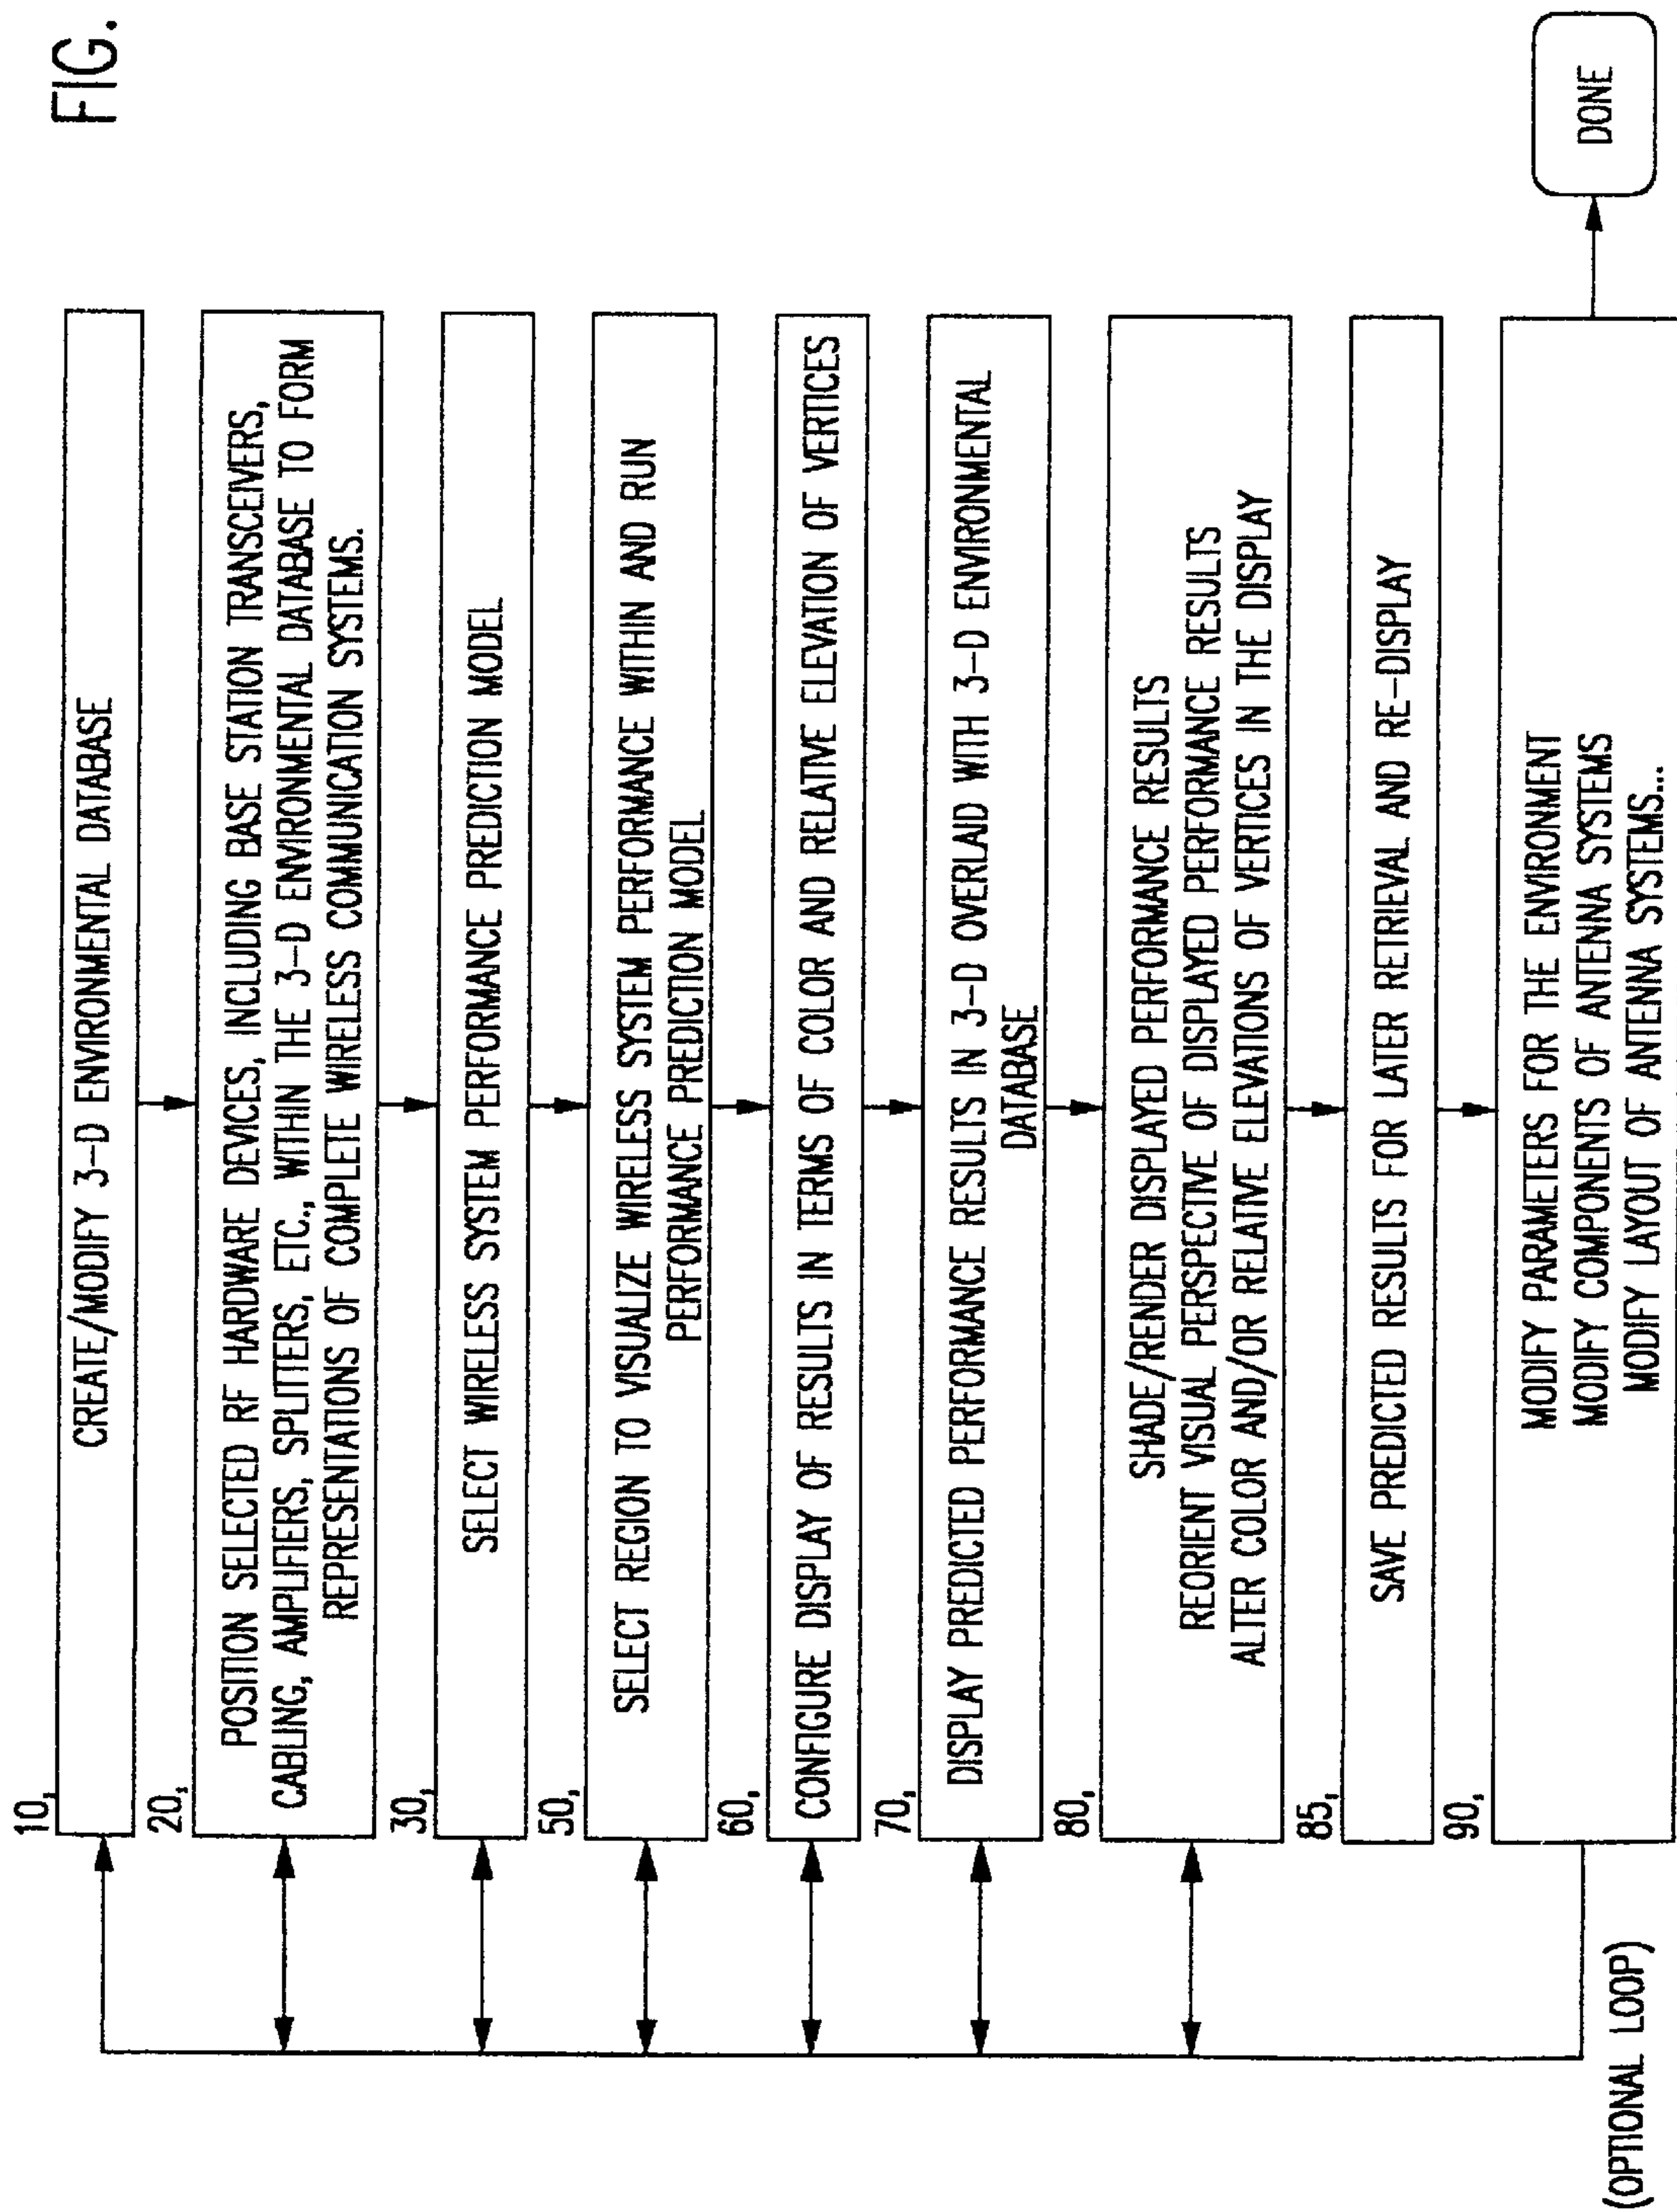 FIG.
10,
CREATE/MODIFY 3-D ENVIRONMENTAL DATABASE
20,
POSITION SELECTED RF HARDWARE DEVICES, INCLUDING BASE STATION TRANSCEIVERS,
CABLING, AMPLIFIERS, SPLITTERS, ETC., WITHIN THE 3-D ENVIRONMENTAL DATABASE TO FORM
REPRESENTATIONS OF COMPLETE WIRELESS COMMUNICATION SYSTEMS.
30,
SELECT WIRELESS SYSTEM PERFORMANCE PREDICTION MODEL
50,
SELECT REGION TO VISUALIZE WIRELESS SYSTEM PERFORMANCE WITHIN AND RUN
PERFORMANCE PREDICTION MODEL
60,
CONFIGURE DISPLAY OF RESULTS IN TERMS OF COLOR AND RELATIVE ELEVATION OF VERTICES
70,
DISPLAY PREDICTED PERFORMANCE RESULTS IN 3-D OVERLAID WITH 3-D ENVIRONMENTAL
DATABASE
80,
SHADE/RENDER DISPLAYED PERFORMANCE RESULTS
REORIENT VISUAL PERSPECTIVE OF DISPLAYED PERFORMANCE RESULTS
ALTER COLOR AND/OR RELATIVE ELEVATIONS OF VERTICES IN THE DISPLAY
85,
SAVE PREDICTED RESULTS FOR LATER RETRIEVAL AND RE-DISPLAY
90,
MODIFY PARAMETERS FOR THE ENVIRONMENT
MODIFY COMPONENTS OF ANTENNA SYSTEMS
MODIFY LAYOUT OF ANTENNA SYSTEMS...
DONE
(OPTIONAL LOOP)